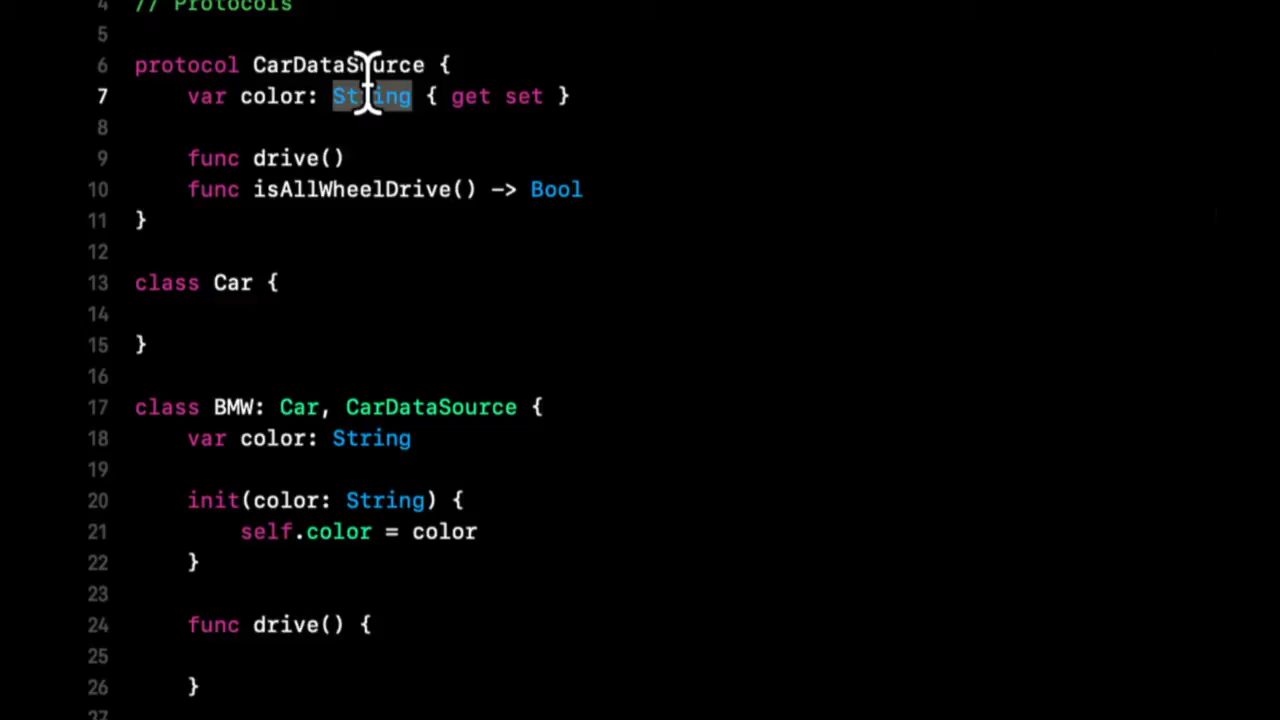 4 // Protocols
5
6 protocol CarDataSource {
7 var color: String { get set }
8
9 func drive()
10 func isAllWheelDrive() -> Bool
11 }
12
13 class Car {
14
15 }
16
17 class BMW: Car, CarDataSource {
18 var color: String
19
20 init(color: String) {
21 self.color = color
22 }
23
24 func drive() {
25
26 }
27